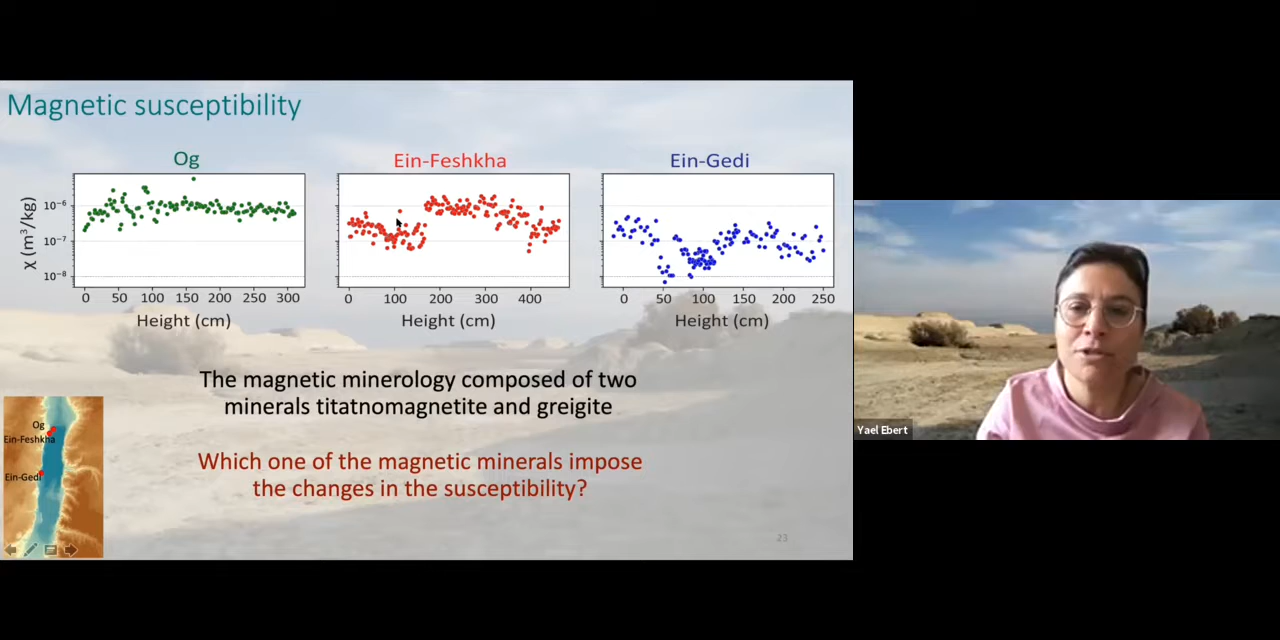 Magnetic susceptibility
Og
Ein-Feshkha
Ein-Gedi
χ (m³/kg)
10⁻⁶
10⁻⁷
10⁻⁸
0 50 100 150 200 250 300
0 100 200 300 400
0 50 100 150 200 250
Height (cm)
Height (cm)
Height (cm)
The magnetic minerology composed of two
minerals titatnomagnetite and greigite
Which one of the magnetic minerals impose
the changes in the susceptibility?
Og
Ein-Feshkha
Ein-Gedi
23
Yael Ebert